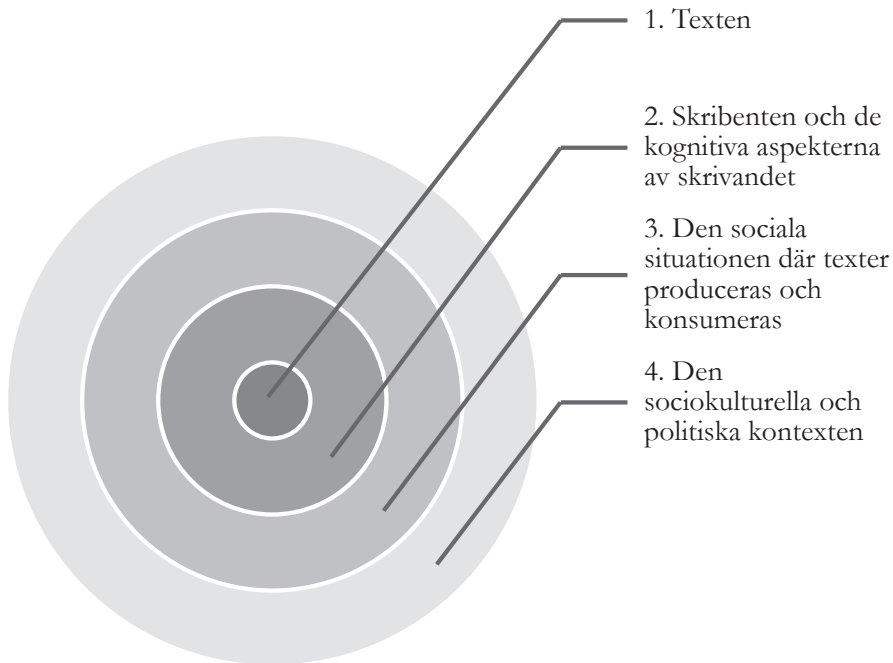 1. Texten
2. Skribenten och de
kognitiva aspekterna
av skrivandet
3. Den sociala
situationen där texter
produceras och
konsumeras
4. Den
sociokulturella och
politiska kontexten